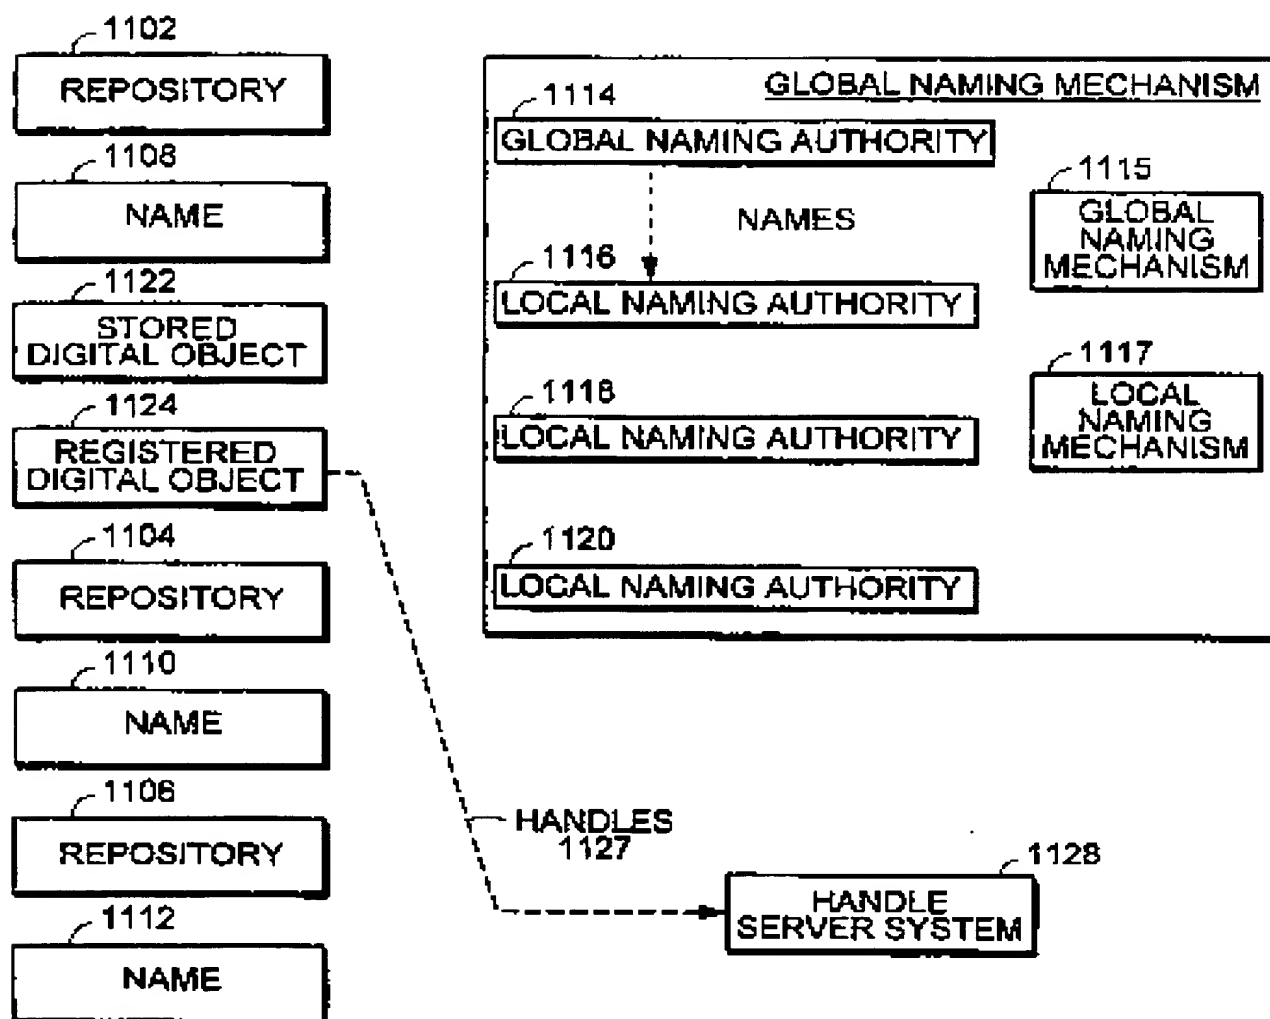 1102
REPOSITORY
1108
NAME
1122
STORED
DIGITAL OBJECT
1124
REGISTERED
DIGITAL OBJECT
1104
REPOSITORY
1110
NAME
1106
REPOSITORY
1112
NAME
GLOBAL NAMING MECHANISM
1114
GLOBAL NAMING AUTHORITY
NAMES
1115
GLOBAL
NAMING
MECHANISM
1116
LOCAL NAMING AUTHORITY
1117
LOCAL
NAMING
MECHANISM
1118
LOCAL NAMING AUTHORITY
1120
LOCAL NAMING AUTHORITY
HANDLES
1127
1128
HANDLE
SERVER SYSTEM